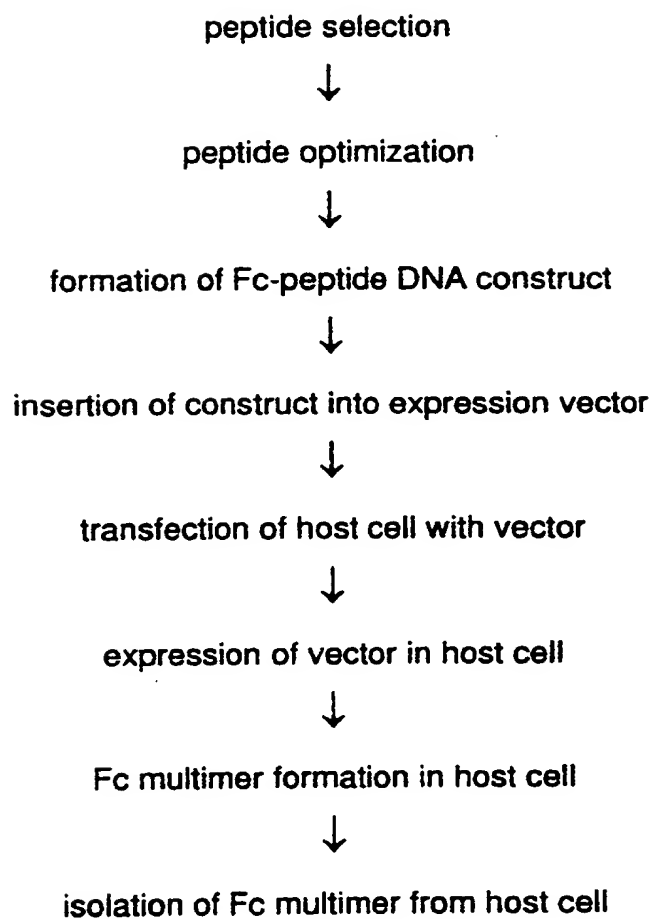 peptide selection
↓
peptide optimization
↓
formation of Fc-peptide DNA construct
↓
insertion of construct into expression vector
↓
transfection of host cell with vector
↓
expression of vector in host cell
↓
Fc multimer formation in host cell
↓
isolation of Fc multimer from host cell